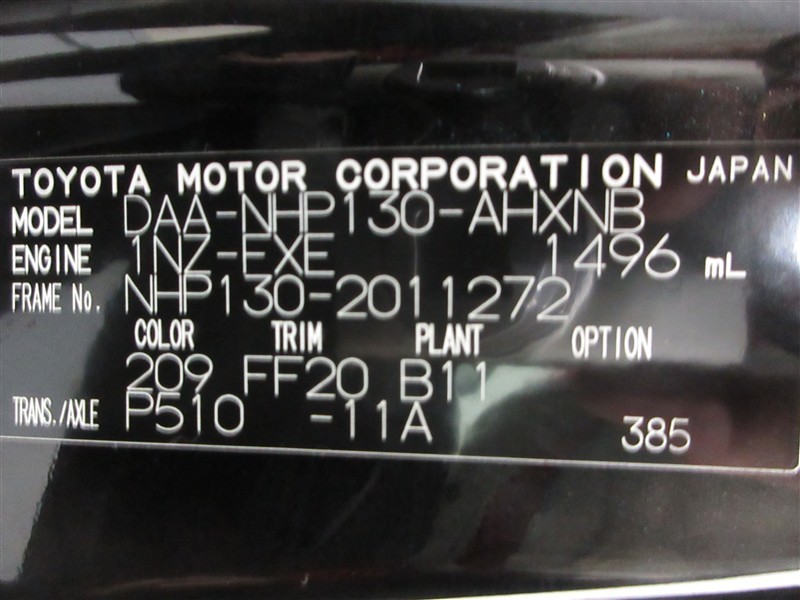 TOYOTA MOTOR CORPORATION JAPAN
MODEL DAA-NHP130-AHXNB
ENGINE 1NZ-EXE 1496 mL
FRAME No. NHP130-2011272
COLOR TRIM PLANT OPTION
209 FF20 B11
TRANS./AXLE P510 -11A 385